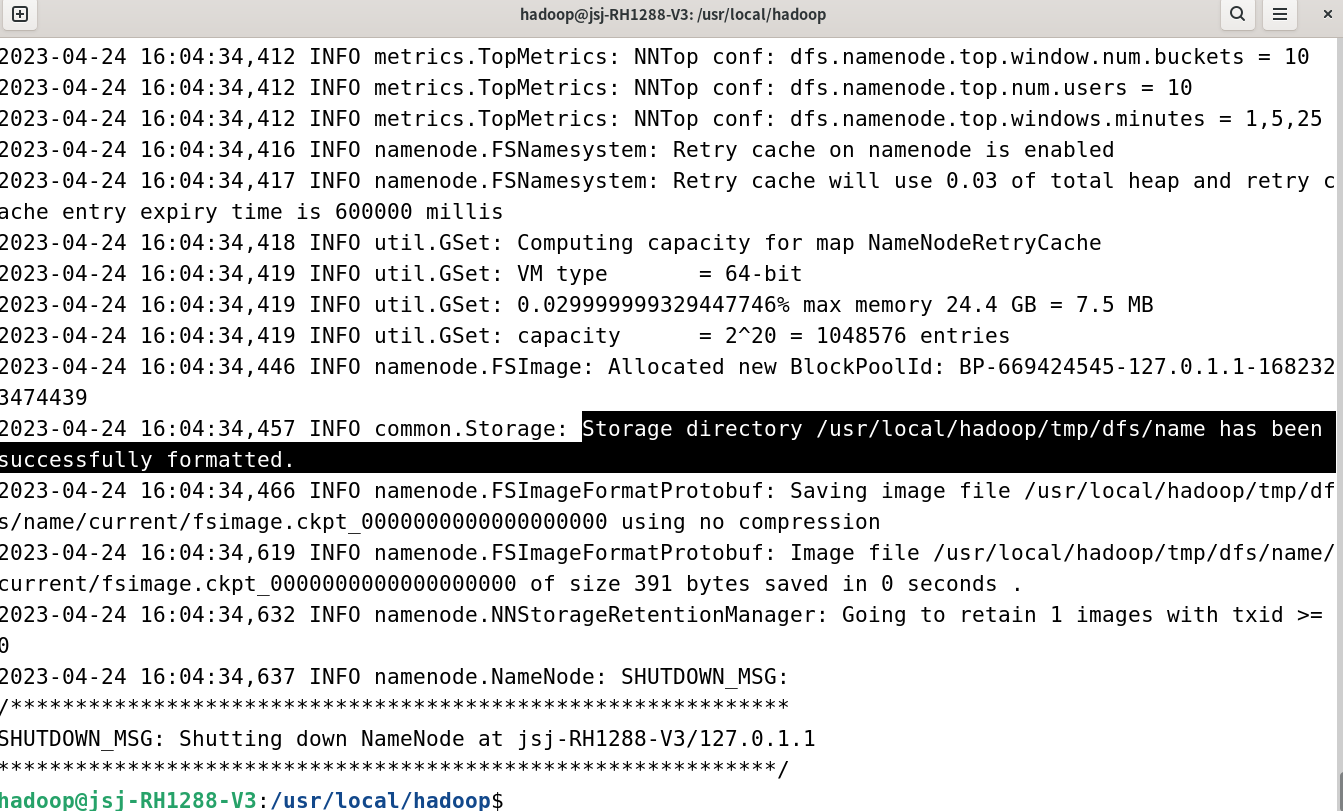 hadoop@jsj-RH1288-V3: /usr/local/hadoop
2023-04-24 16:04:34,412 INFO metrics.TopMetrics: NNTop conf: dfs.namenode.top.window.num.buckets = 10
2023-04-24 16:04:34,412 INFO metrics.TopMetrics: NNTop conf: dfs.namenode.top.num.users = 10
2023-04-24 16:04:34,412 INFO metrics.TopMetrics: NNTop conf: dfs.namenode.top.windows.minutes = 1,5,25
2023-04-24 16:04:34,416 INFO namenode.FSNamesystem: Retry cache on namenode is enabled
2023-04-24 16:04:34,417 INFO namenode.FSNamesystem: Retry cache will use 0.03 of total heap and retry c
ache entry expiry time is 600000 millis
2023-04-24 16:04:34,418 INFO util.GSet: Computing capacity for map NameNodeRetryCache
2023-04-24 16:04:34,419 INFO util.GSet: VM type       = 64-bit
2023-04-24 16:04:34,419 INFO util.GSet: 0.029999999329447746% max memory 24.4 GB = 7.5 MB
2023-04-24 16:04:34,419 INFO util.GSet: capacity      = 2^20 = 1048576 entries
2023-04-24 16:04:34,446 INFO namenode.FSImage: Allocated new BlockPoolId: BP-669424545-127.0.1.1-168232
3474439
2023-04-24 16:04:34,457 INFO common.Storage: Storage directory /usr/local/hadoop/tmp/dfs/name has been
successfully formatted.
2023-04-24 16:04:34,466 INFO namenode.FSImageFormatProtobuf: Saving image file /usr/local/hadoop/tmp/df
s/name/current/fsimage.ckpt_0000000000000000000 using no compression
2023-04-24 16:04:34,619 INFO namenode.FSImageFormatProtobuf: Image file /usr/local/hadoop/tmp/dfs/name/
current/fsimage.ckpt_0000000000000000000 of size 391 bytes saved in 0 seconds .
2023-04-24 16:04:34,632 INFO namenode.NNStorageRetentionManager: Going to retain 1 images with txid >=
0
2023-04-24 16:04:34,637 INFO namenode.NameNode: SHUTDOWN_MSG:
/************************************************************
SHUTDOWN_MSG: Shutting down NameNode at jsj-RH1288-V3/127.0.1.1
************************************************************/
hadoop@jsj-RH1288-V3:/usr/local/hadoop$